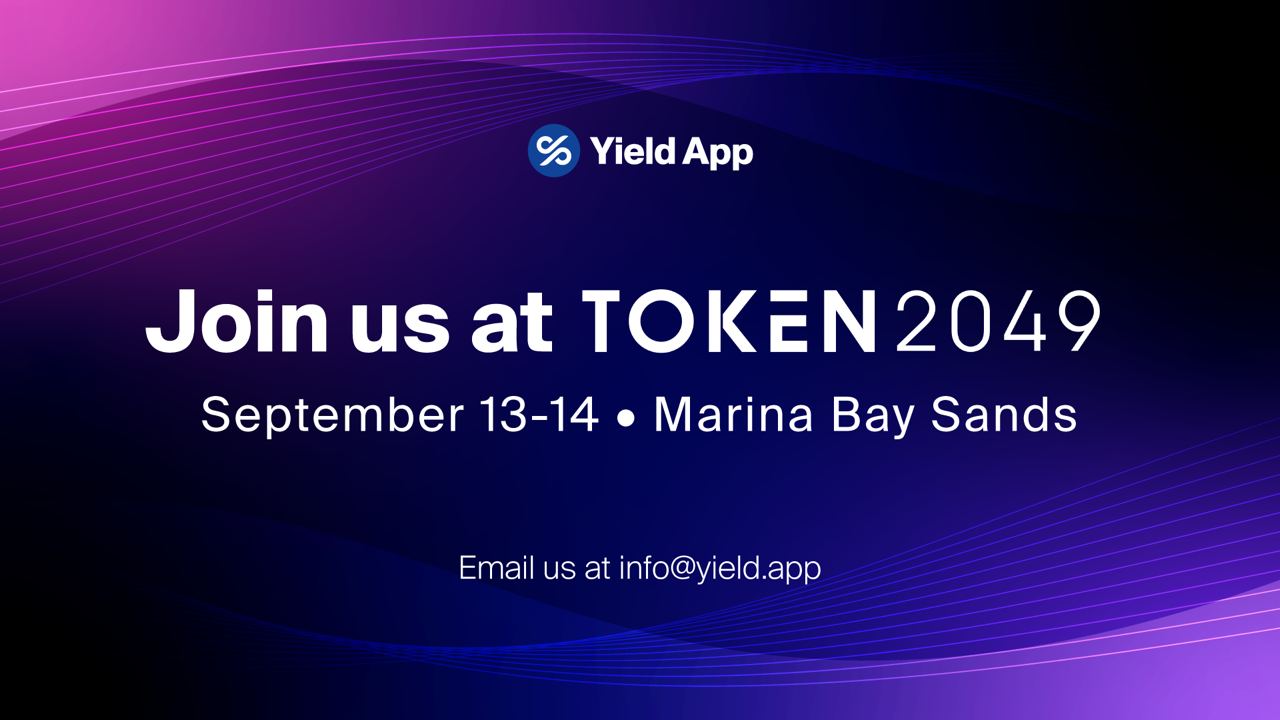 Yield App
Join us at TOKEN2049
September 13-14 • Marina Bay Sands
Email us at info@yield.app